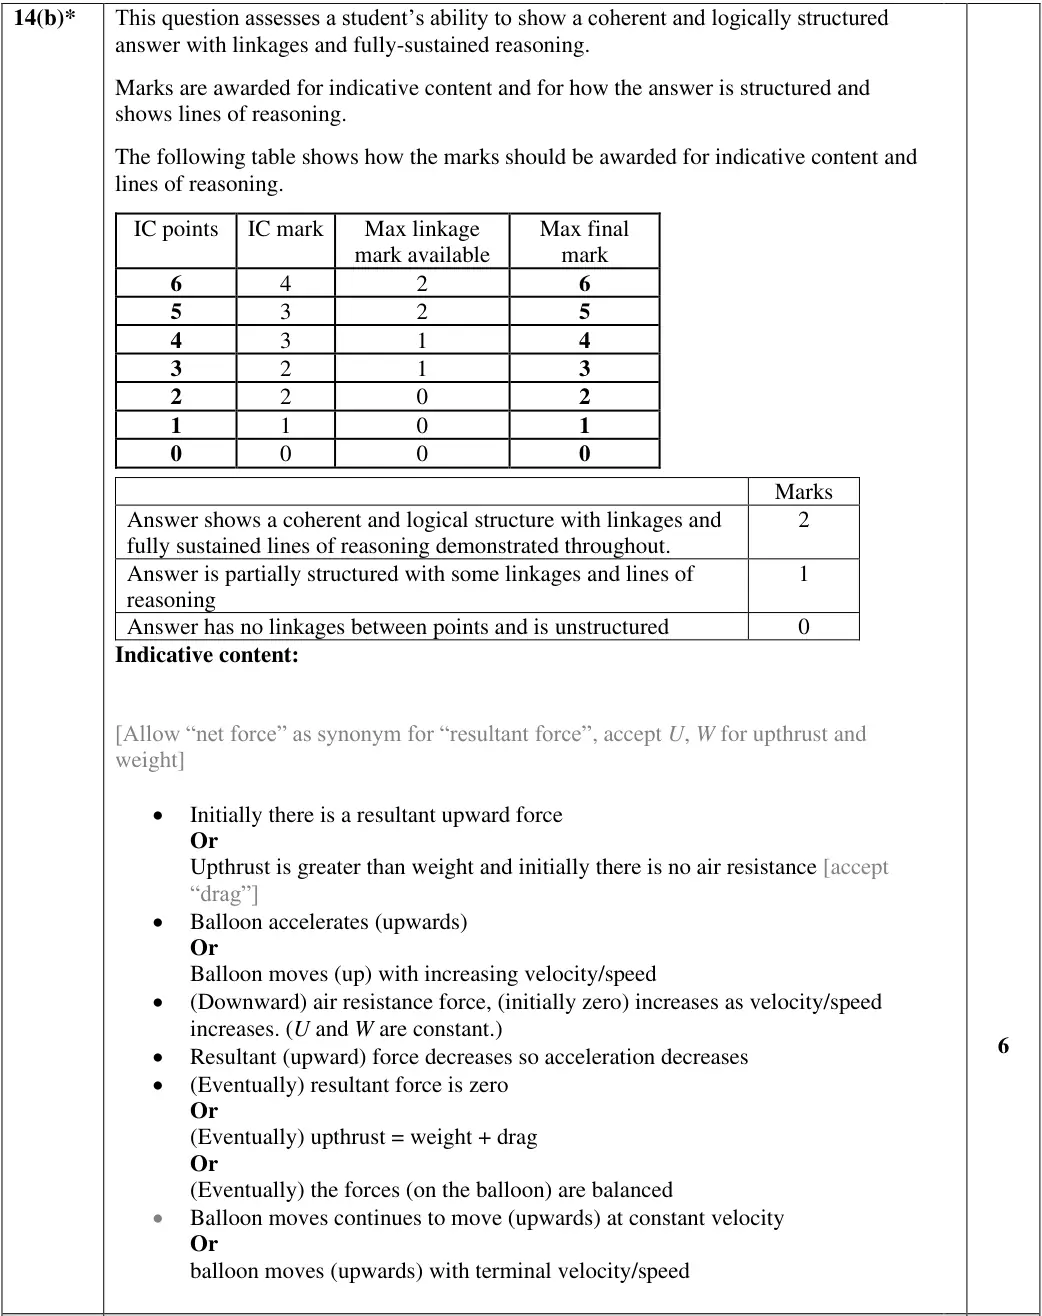 14(b)* This question assesses a student’s ability to show a coherent and logically structured
answer with linkages and fully-sustained reasoning.
Marks are awarded for indicative content and for how the answer is structured and
shows lines of reasoning.
The following table shows how the marks should be awarded for indicative content and
lines of reasoning.
IC points IC mark Max linkage mark available Max final mark
6 4 2 6
5 3 2 5
4 3 1 4
3 2 1 3
2 2 0 2
1 1 0 1
0 0 0 0
Marks
Answer shows a coherent and logical structure with linkages and 2
fully sustained lines of reasoning demonstrated throughout.
Answer is partially structured with some linkages and lines of 1
reasoning
Answer has no linkages between points and is unstructured 0
Indicative content:
[Allow “net force” as synonym for “resultant force”, accept U, W for upthrust and
weight]
• Initially there is a resultant upward force
Or
Upthrust is greater than weight and initially there is no air resistance [accept
“drag”]
• Balloon accelerates (upwards)
Or
Balloon moves (up) with increasing velocity/speed
• (Downward) air resistance force, (initially zero) increases as velocity/speed
increases. (U and W are constant.)
• Resultant (upward) force decreases so acceleration decreases
• (Eventually) resultant force is zero
Or
(Eventually) upthrust = weight + drag
Or
(Eventually) the forces (on the balloon) are balanced
• Balloon moves continues to move (upwards) at constant velocity
Or
balloon moves (upwards) with terminal velocity/speed
6